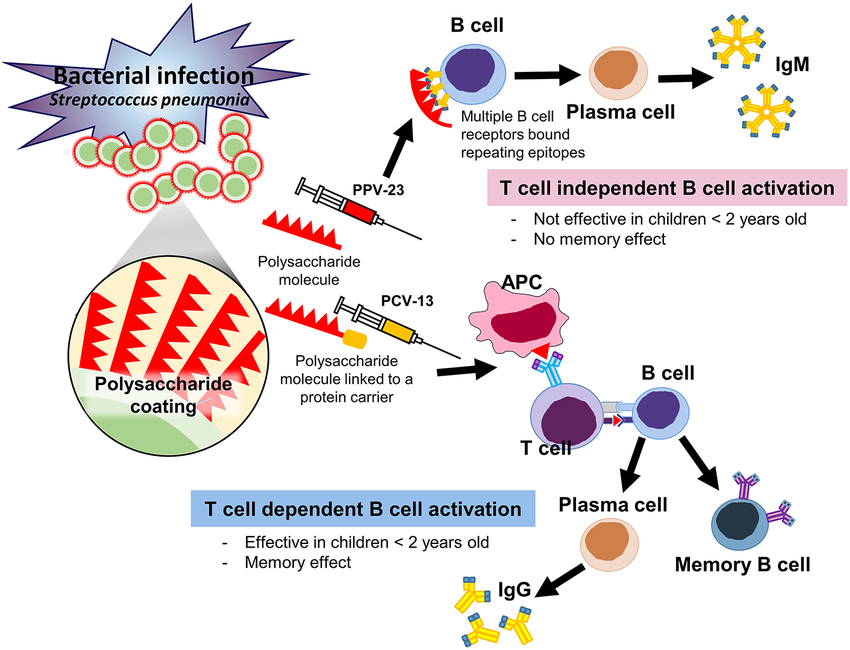 Bacterial infection
Streptococcus pneumonia
B cell
Plasma cell
IgM
Multiple B cell
receptors bound
repeating epitopes
T cell independent B cell activation
- Not effective in children < 2 years old
- No memory effect
PPV-23
Polysaccharide
molecule
PCV-13
Polysaccharide
molecule linked to a
protein carrier
Polysaccharide
coating
APC
T cell
B cell
T cell dependent B cell activation
- Effective in children < 2 years old
- Memory effect
Plasma cell
Memory B cell
IgG